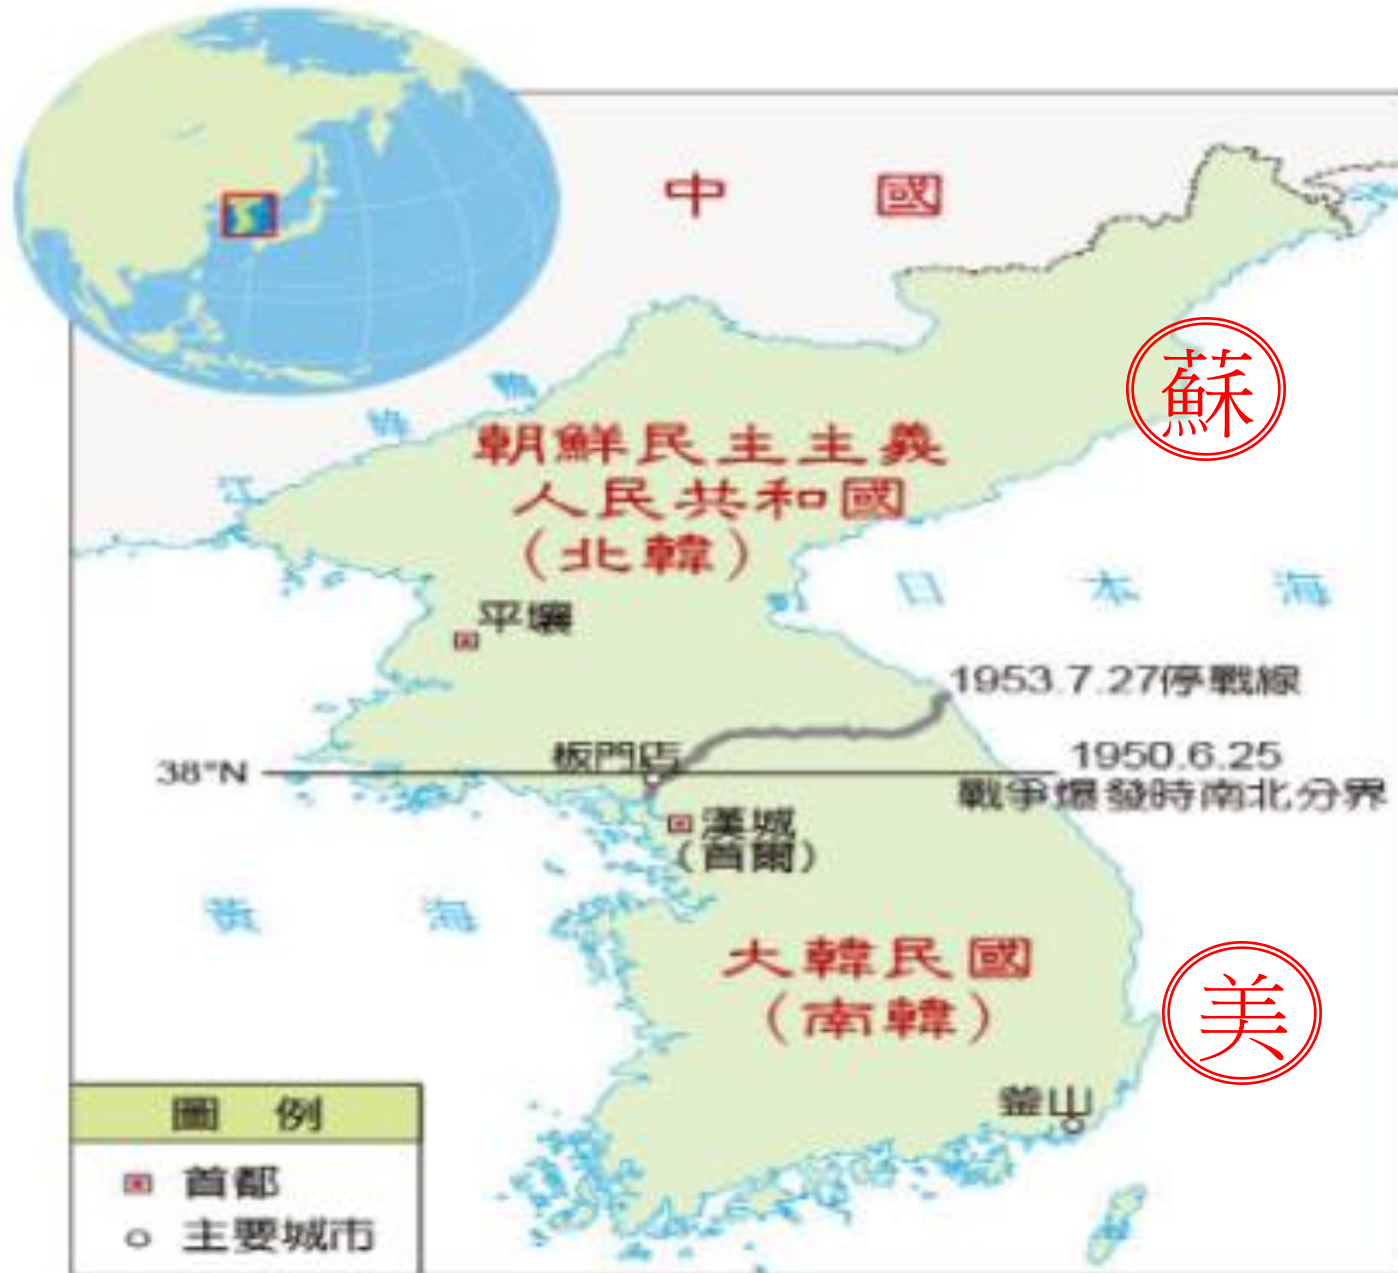 中國
蘇
鴨
綠
江
朝鮮民主主義
人民共和國
(北韓)
日本海
平壤
1953.7.27停戰線
板門店
1950.6.25
38°N
戰爭爆發時南北分界
漢城
(首爾)
黃海
大韓民國
(南韓)
美
釜山
圖例
首都
主要城市